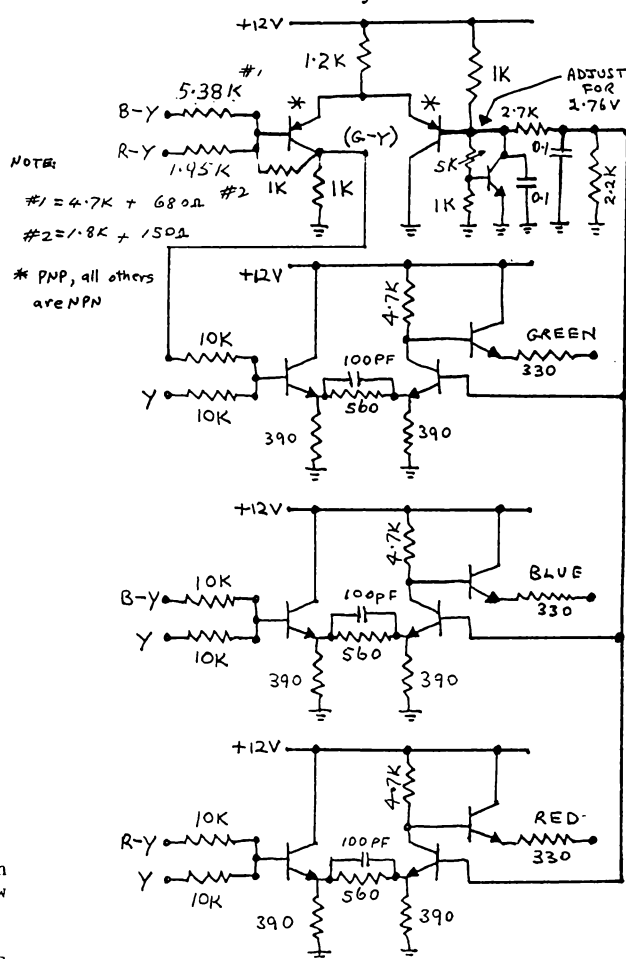 +12V
1.2K
1K
ADJUST
FOR
2.76V
#1
5.38K
B-Y
*
*
(G-Y)
2.7K
0.1
R-Y
1.45K
#2
1K
1K
5K
1K
0.1
2.2K
NOTE:
#1 = 4.7K + 680Ω
#2 = 1.8K + 150Ω
* PNP, all others
are NPN
+12V
4.7K
10K
GREEN
100PF
330
Y
10K
560
390
390
+12V
4.7K
B-Y
10K
BLUE
100PF
330
Y
10K
560
390
390
+12V
4.7K
R-Y
10K
RED
100PF
330
Y
10K
560
390
390